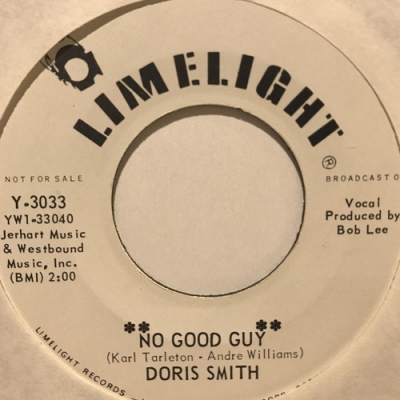 LIMELIGHT
®
NOT FOR SALE
BROADCAST O
Y-3033
YW1-33040
Jerhart Music
& Westbound
Music, Inc.
(BMI) 2:00
Vocal
Produced by
Bob Lee
**NO GOOD GUY**
(Karl Tarleton - Andre Williams)
DORIS SMITH
LIMELIGHT RECORDS